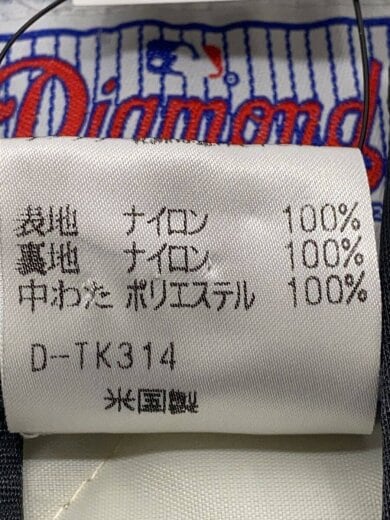 Diamond
表地 ナイロン 100%
裏地 ナイロン 100%
中わた ポリエステル 100%
D--TK314
米国製